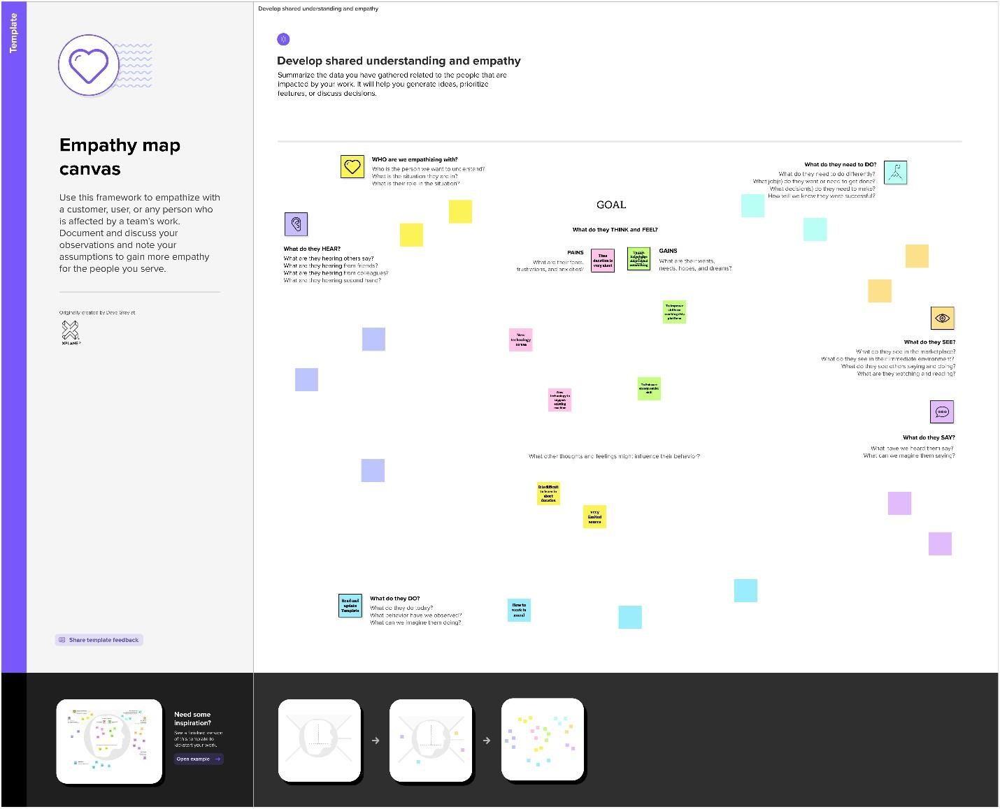 Template
Develop shared understanding and empathy
Develop shared understanding and empathy
Summarize the data you have gathered related to the people that are
impacted by your work. It will help you generate ideas, prioritize
features, or discuss decisions.
Empathy map
canvas
Use this framework to empathize with
a customer, user, or any person who
is affected by a team's work.
Document and discuss your
observations and note your
assumptions to gain more empathy
for the people you serve.
Originally created by Dave Gray at
XPLANE
Share template feedback
WHO are we empathizing with?
Who is the person we want to understand?
What is the situation they are in?
What is their role in the situation?
What do they need to DO?
What do they need to do differently?
What job(s) do they want or need to get done?
What decision(s) do they need to make?
How will we know they were successful?
GOAL
What do they THINK and FEEL?
PAINS
What are their fears,
frustrations, and anxieties?
Time
duration is
very short
To gain
knowledge
networking
GAINS
What are their wants,
needs, hopes, and dreams?
What do they HEAR?
What are they hearing others say?
What are they hearing from friends?
What are they hearing from colleagues?
What are they hearing second hand?
To improve
skills on
working this
platform
New
technology
to use
To Enhance
skill
New
technology to
support
existing
What do they SEE?
What do they see in the marketplace?
What do they see in their immediate environment?
What do they see others saying and doing?
What are they watching and reading?
What do they SAY?
What have we heard them say?
What can we imagine them saying?
What other thoughts and feelings might influence their behavior?
It is difficult
to learn in
short
duration
very
limited
source
Read and
update
Template
What do they DO?
What do they do today?
What behavior have we observed?
What can we imagine them doing?
How to
work in
mural
Need some
inspiration?
See a finished version
of this template to
kickstart your work.
Open example